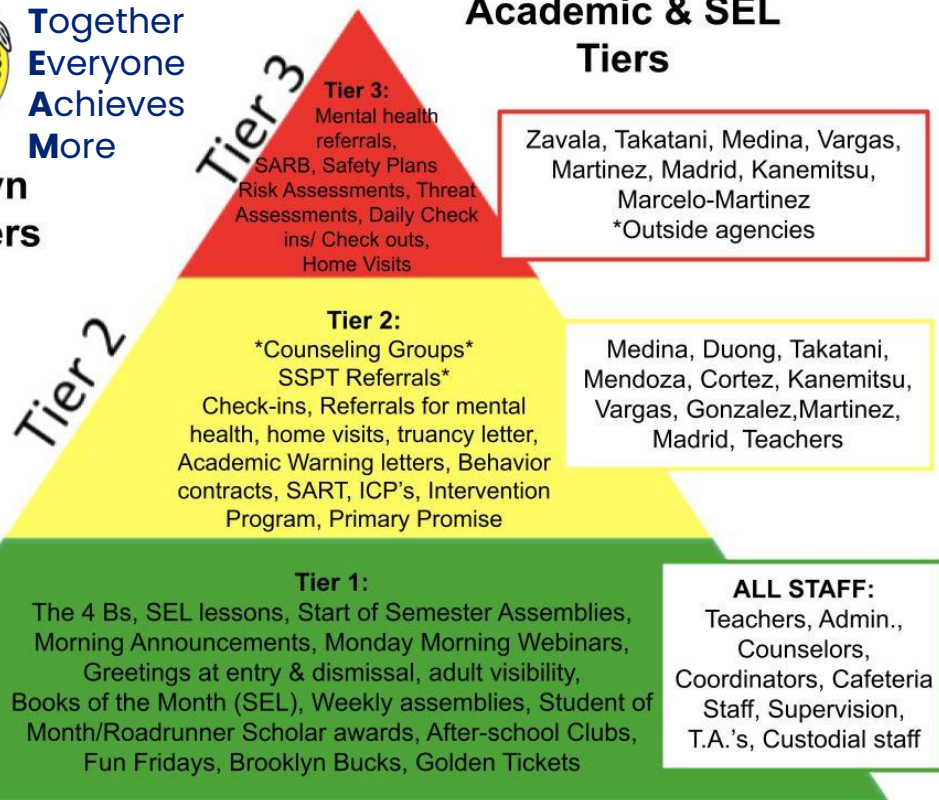 Together
Everyone
Achieves
More
Academic & SEL
Tiers
Tier 3
Tier 3:
Mental health
referrals,
SARB, Safety Plans
Risk Assessments, Threat
Assessments, Daily Check
ins/ Check outs,
Home Visits
Zavala, Takatani, Medina, Vargas,
Martinez, Madrid, Kanemitsu,
Marcelo-Martinez
*Outside agencies
Tier 2
Tier 2:
*Counseling Groups*
SSPT Referrals*
Check-ins, Referrals for mental
health, home visits, truancy letter,
Academic Warning letters, Behavior
contracts, SART, ICP’s, Intervention
Program, Primary Promise
Medina, Duong, Takatani,
Mendoza, Cortez, Kanemitsu,
Vargas, Gonzalez,Martinez,
Madrid, Teachers
Tier 1:
The 4 Bs, SEL lessons, Start of Semester Assemblies,
Morning Announcements, Monday Morning Webinars,
Greetings at entry & dismissal, adult visibility,
Books of the Month (SEL), Weekly assemblies, Student of
Month/Roadrunner Scholar awards, After-school Clubs,
Fun Fridays, Brooklyn Bucks, Golden Tickets
ALL STAFF:
Teachers, Admin.,
Counselors,
Coordinators, Cafeteria
Staff, Supervision,
T.A.’s, Custodial staff